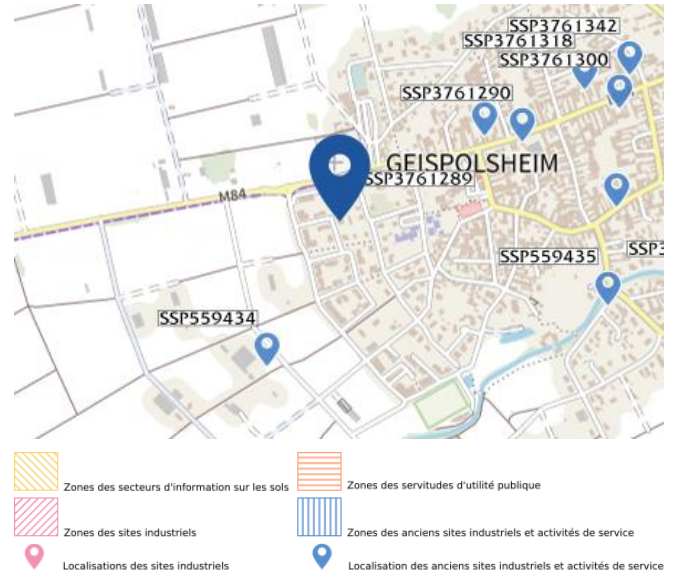 SSP3761342
SSP3761318
SSP3761300
SSP3761290
GEISPOLSHEIM
SSP3761289
M84
SSP559435
SSP559434
Zones des secteurs d'information sur les sols
Zones des servitudes d'utilité publique
Zones des sites industriels
Zones des anciens sites industriels et activités de service
Localisations des sites industriels
Localisation des anciens sites industriels et activités de service